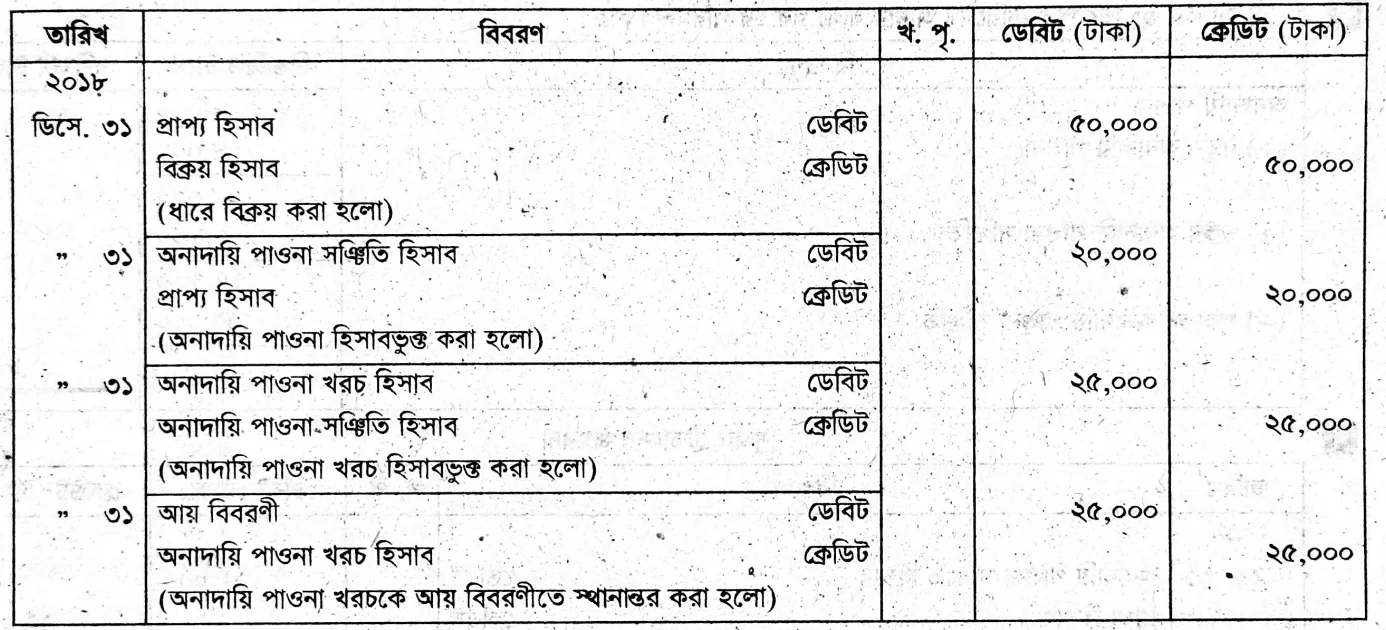 তারিখ বিবরণ খ. পৃ. ডেবিট (টাকা) ক্রেডিট (টাকা)
২০১৮
ডিসে. ৩১ প্রাপ্য হিসাব ডেবিট ৫০,০০০
বিক্রয় হিসাব ক্রেডিট ৫০,০০০
(ধারে বিক্রয় করা হলো)
” ৩১ অনাদায়ি পাওনা সঞ্চিতি হিসাব ডেবিট ২০,০০০
প্রাপ্য হিসাব ক্রেডিট ২০,০০০
(অনাদায়ি পাওনা হিসাবভুক্ত করা হলো)
” ৩১ অনাদায়ি পাওনা খরচ হিসাব ডেবিট ২৫,০০০
অনাদায়ি পাওনা সঞ্চিতি হিসাব ক্রেডিট ২৫,০০০
(অনাদায়ি পাওনা খরচ হিসাবভুক্ত করা হলো)
” ৩১ আয় বিবরণী ডেবিট ২৫,০০০
অনাদায়ি পাওনা খরচ হিসাব ক্রেডিট ২৫,০০০
(অনাদায়ি পাওনা খরচকে আয় বিবরণীতে স্থানান্তর করা হলো)